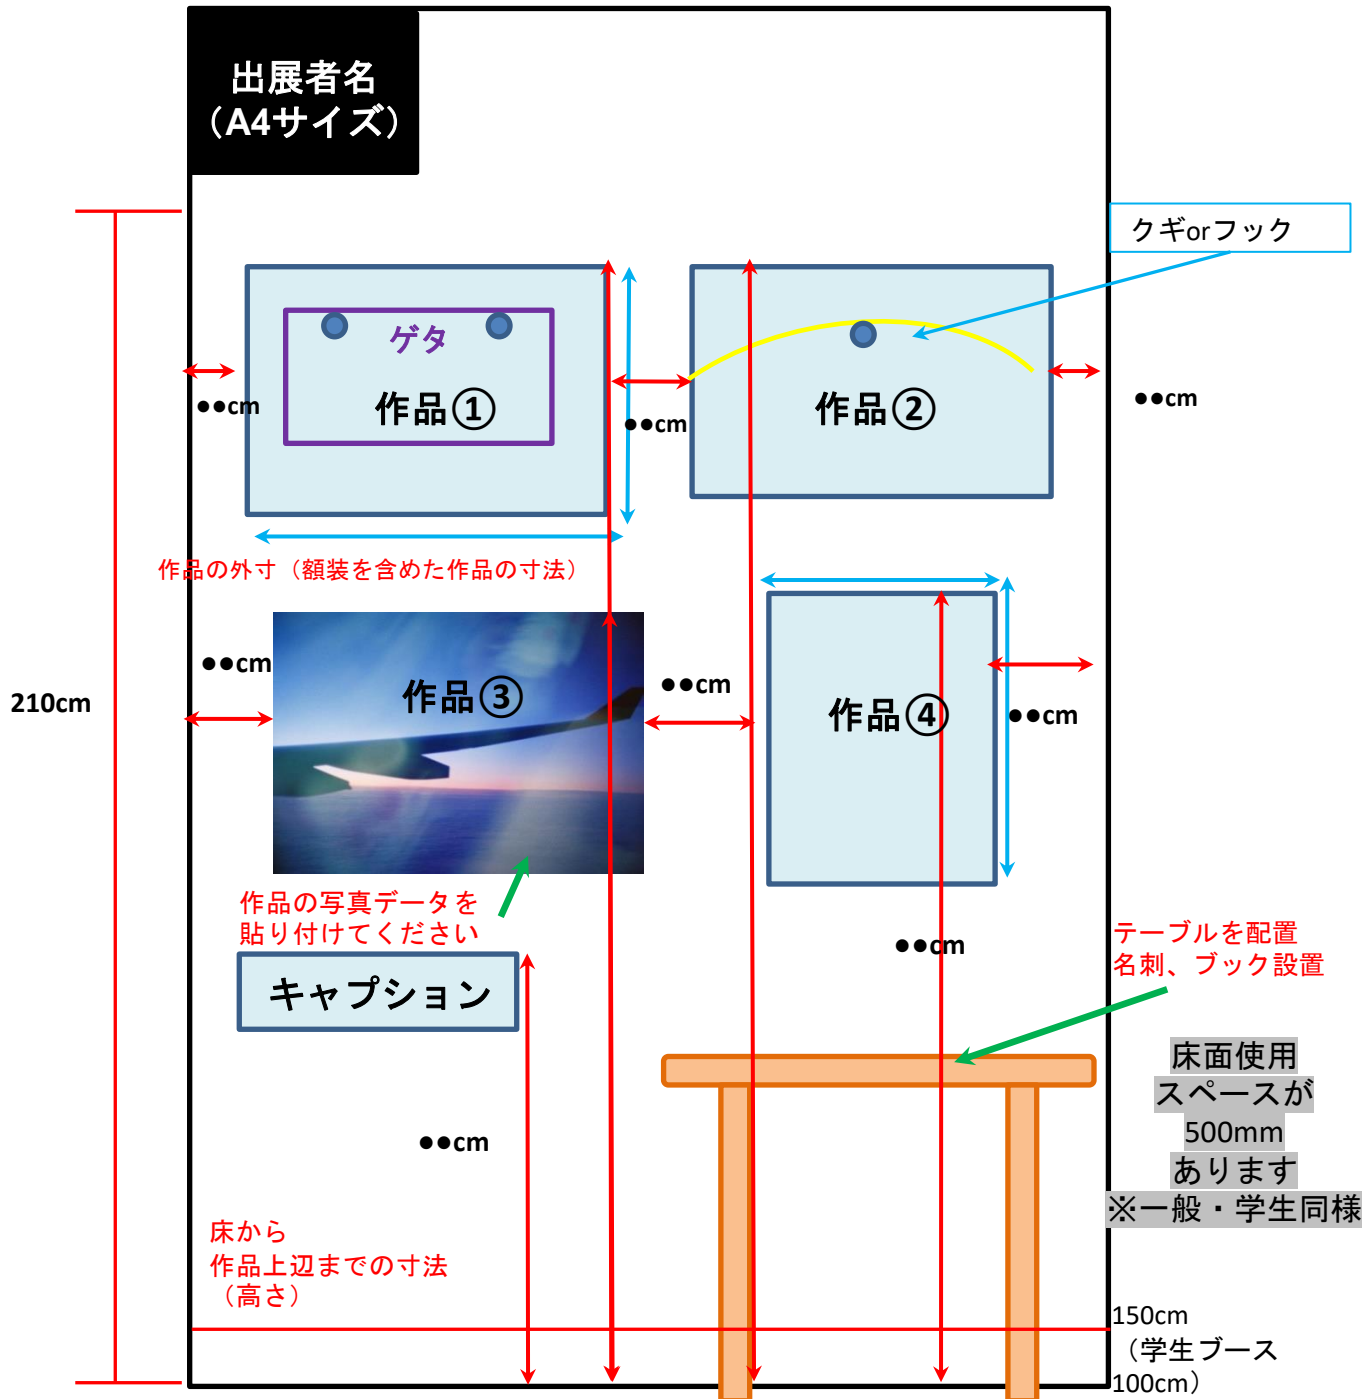 出展者名
（A4サイズ）
クギorフック
ゲタ
作品①
作品②
●●cm
●●cm
●●cm
作品の外寸（額装を含めた作品の寸法）
●●cm
作品③
●●cm
作品④
●●cm
210cm
作品の写真データを
貼り付けてください
●●cm
テーブルを配置
名刺、ブック設置
キャプション
床面使用
スペースが
500mm
あります
※一般・学生同様
●●cm
床から
作品上辺までの寸法
（高さ）
150cm
（学生ブース
100cm）